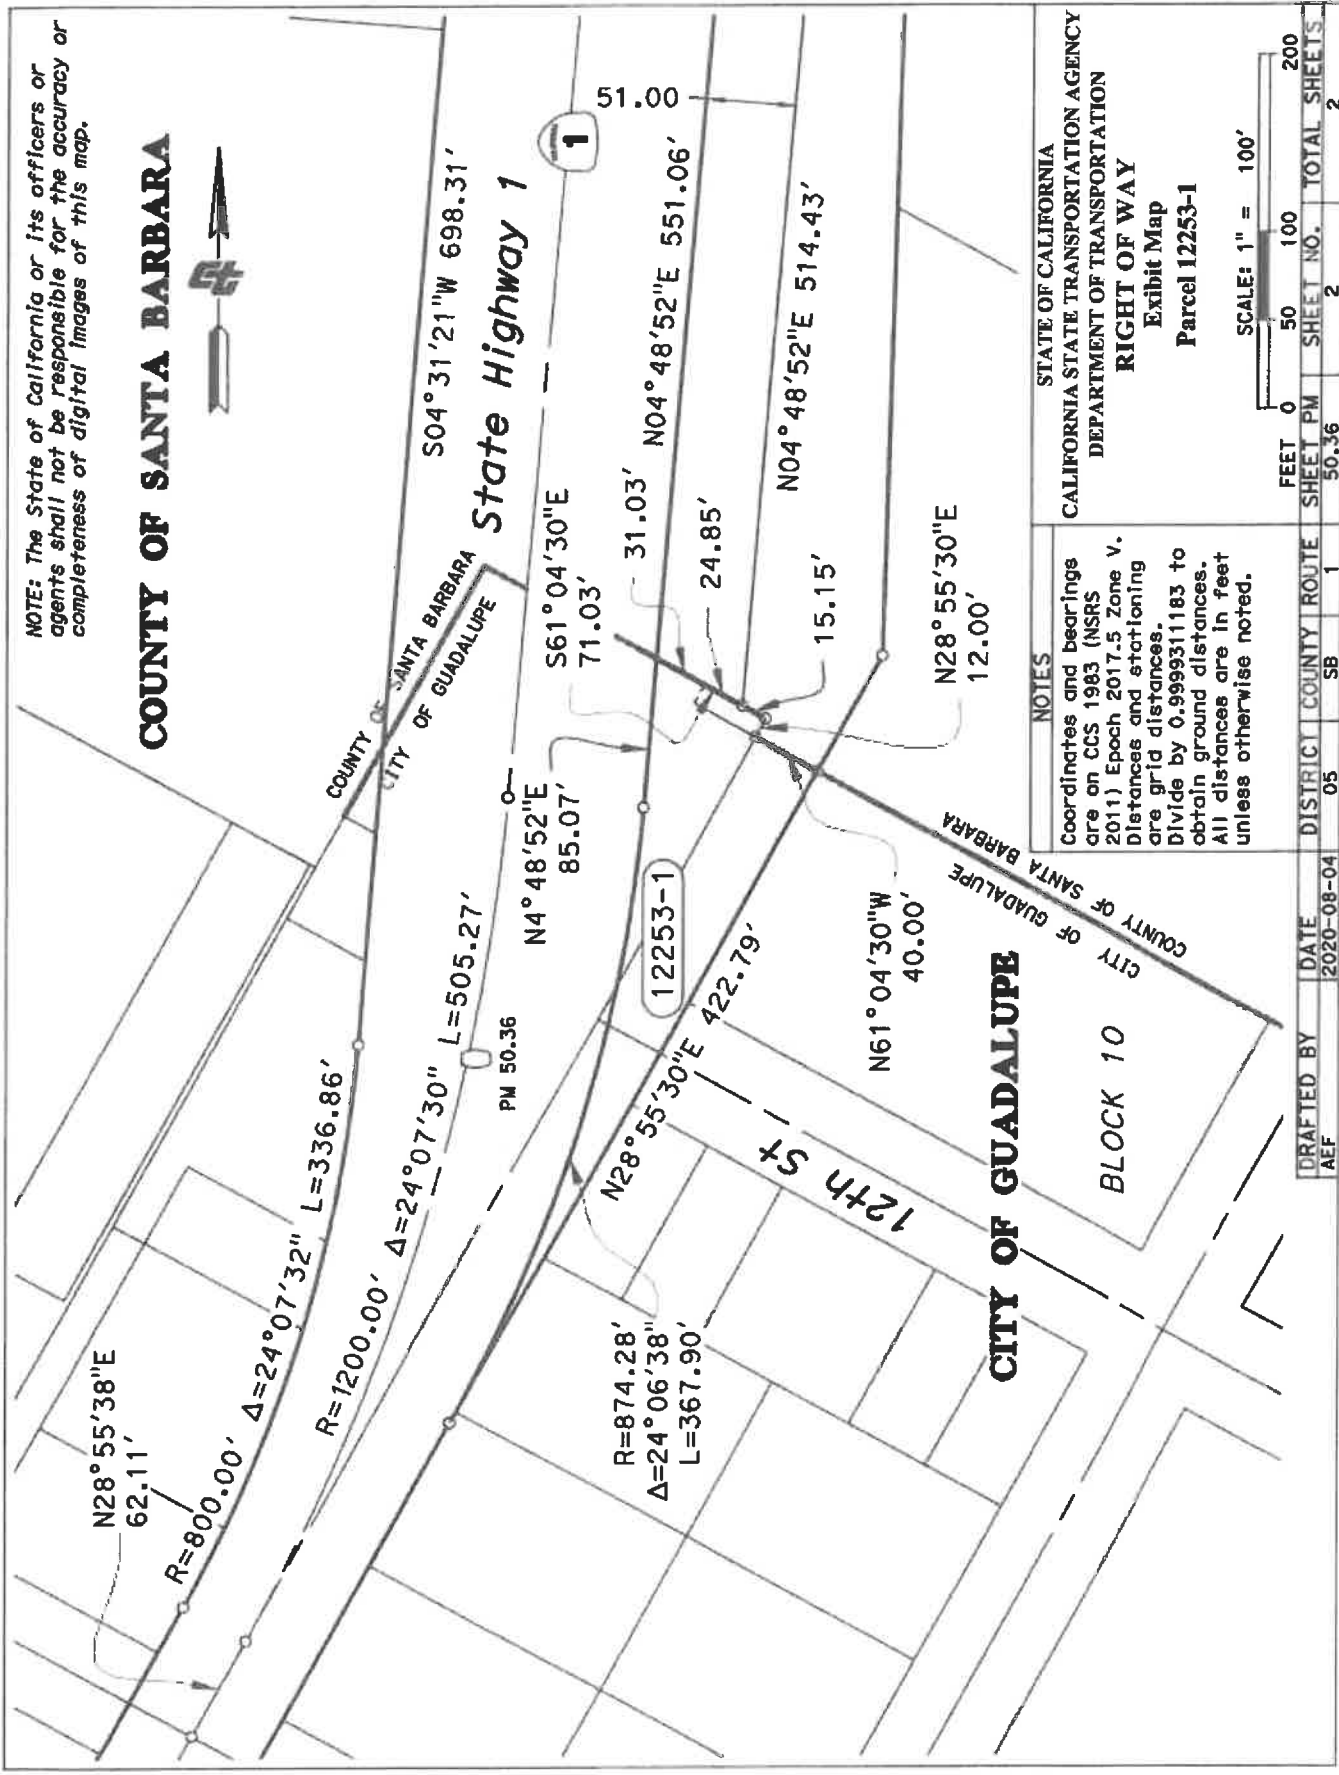 NOTE: The State of California or its officers or
agents shall not be responsible for the accuracy or
completeness of digital images of this map.
COUNTY OF SANTA BARBARA
ct
S04°31'21"W 698.31'
State Highway 1
CALIFORNIA
1
51.00
N04°48'52"E 551.06'
N04°48'52"E 514.43'
COUNTY OF SANTA BARBARA
CITY OF GUADALUPE
S61°04'30"E
71.03'
31.03'
24.85'
15.15'
N28°55'30"E
12.00'
N4°48'52"E
85.07'
12253-1
N28°55'38"E
62.11'
R=800.00' Δ=24°07'32" L=336.86'
R=1200.00' Δ=24°07'30" L=505.27'
PM 50.36
N28°55'30"E 422.79'
N61°04'30"W
40.00'
R=874.28'
Δ=24°06'38"
L=367.90'
12th St
CITY OF GUADALUPE
COUNTY OF SANTA BARBARA
CITY OF GUADALUPE
BLOCK 10
NOTES
Coordinates and bearings
are on CCS 1983 (NSRS
2011) Epoch 2017.5 Zone V.
Distances and stationing
are grid distances.
Divide by 0.9999311183 to
obtain ground distances.
All distances are in feet
unless otherwise noted.
STATE OF CALIFORNIA
CALIFORNIA STATE TRANSPORTATION AGENCY
DEPARTMENT OF TRANSPORTATION
RIGHT OF WAY
Exhibit Map
Parcel 12253-1
SCALE: 1" = 100'
FEET 0 50 100 200
DRAFTED BY DATE DISTRICT COUNTY ROUTE SHEET PM SHEET NO. TOTAL SHEETS
AEF 2020-08-04 05 SB 1 50.36 2 2